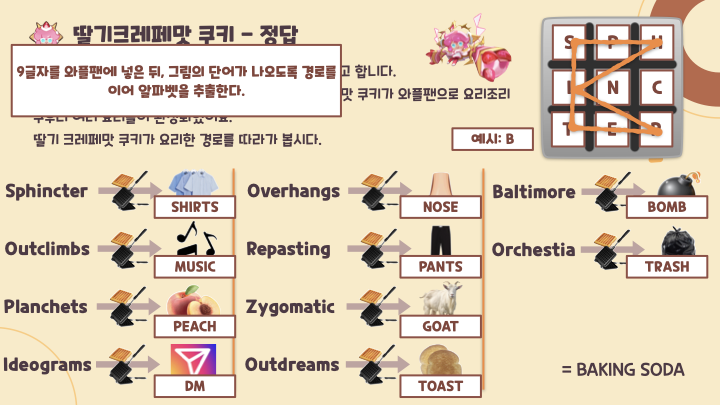 딸기크레페맛 쿠키 - 정답
9글자를 와플팬에 넣은 뒤, 그림의 단어가 나오도록 경로를
이어 알파벳을 추출한다.
고 합니다.
맛 쿠키가 와플팬으로 요리조리
딸기 크레페맛 쿠키가 요리한 경로를 따라가 봅시다.
예시: B
S P H
I N C
T E R
Sphincter
SHIRTS
Overhangs
NOSE
Baltimore
BOMB
Outclimbs
MUSIC
Repasting
PANTS
Orchestia
TRASH
Planchets
PEACH
Zygomatic
GOAT
Ideograms
DM
Outdreams
TOAST
= BAKING SODA